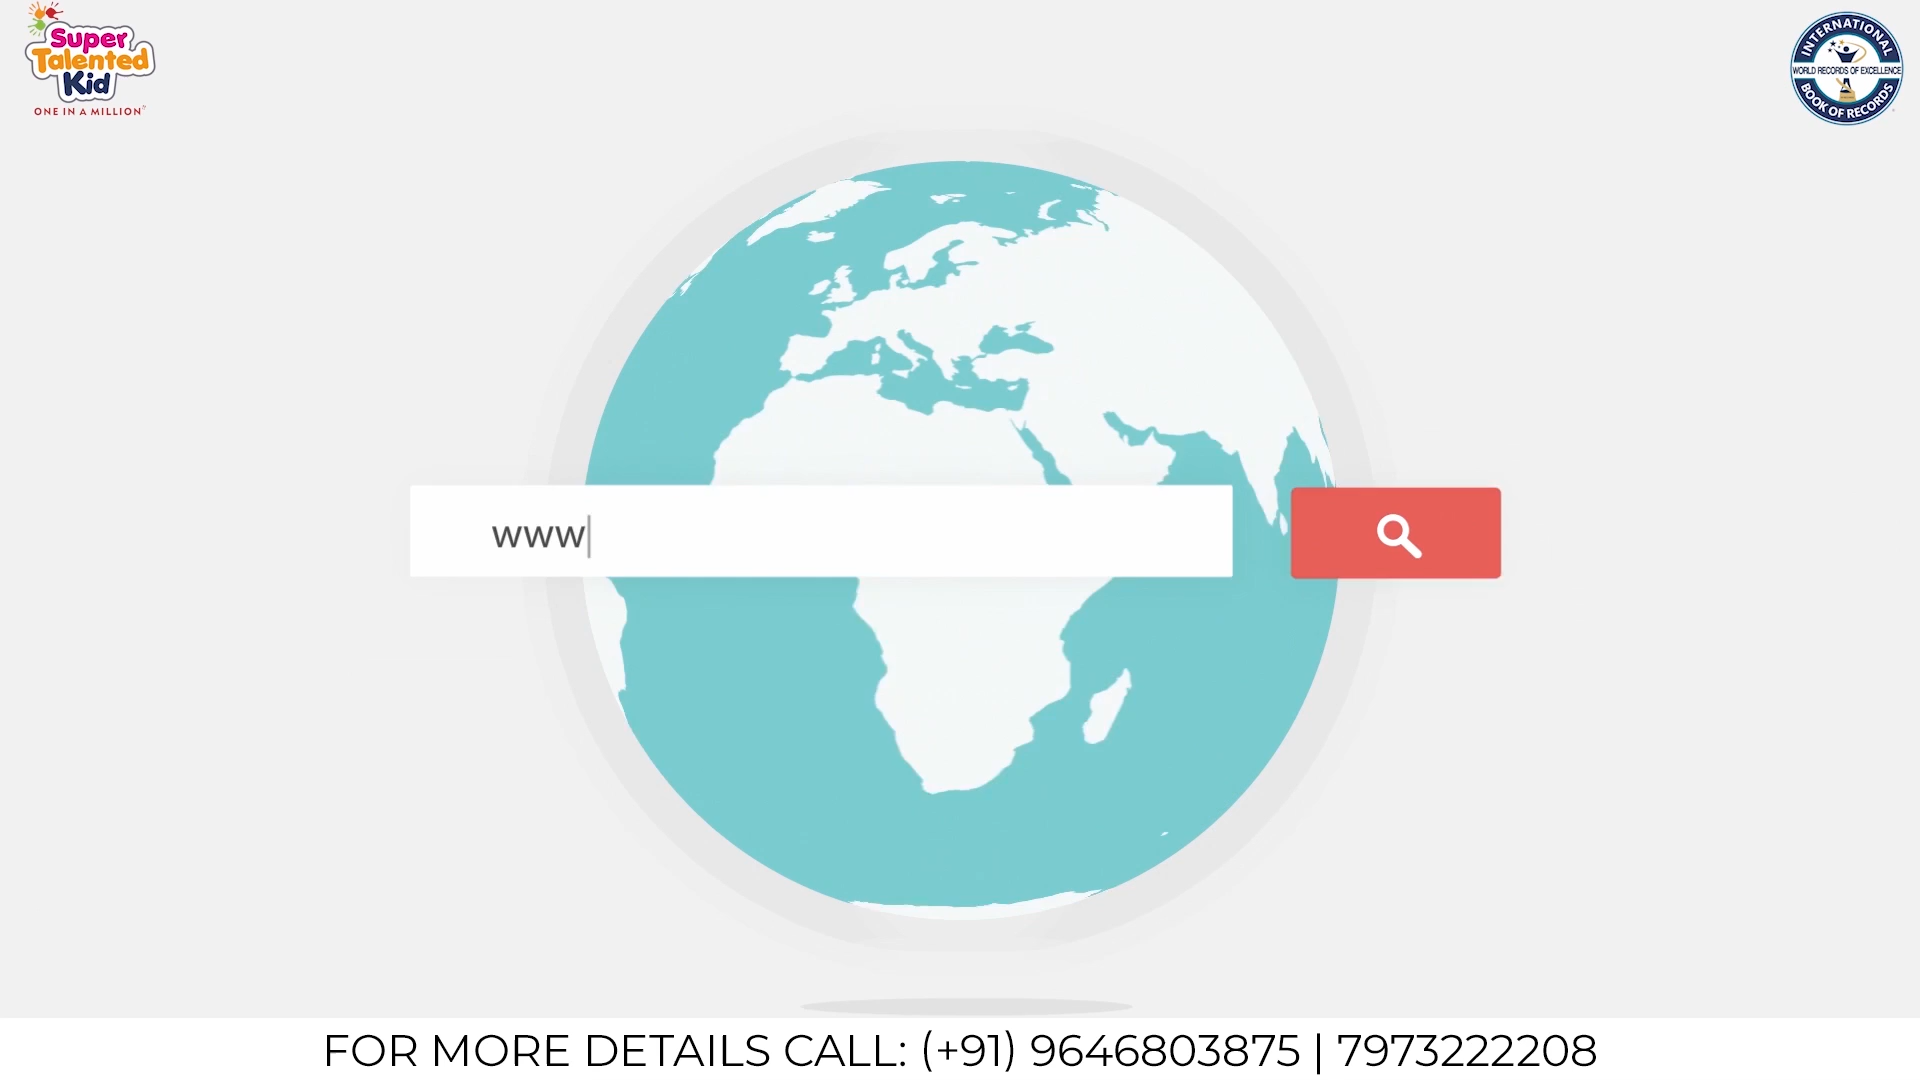 Super
Talented
Kid
ONE IN A MILLION
INTERNATIONAL
WORLD RECORDS OF EXCELLENCE
BOOK OF RECORDS
www
FOR MORE DETAILS CALL: (+91) 9646803875 | 7973222208